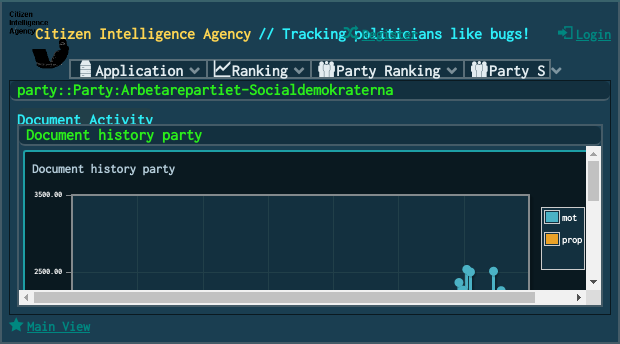 Citizen
Intelligence
Agency
Citizen Intelligence Agency // Tracking politicians like bugs!
Register
Login
Application
Ranking
Party Ranking
Party S
party::Party:Arbetarepartiet-Socialdemokraterna
Document Activity
Document history party
Document history party
3500.00
2500.00
mot
prop
Main View